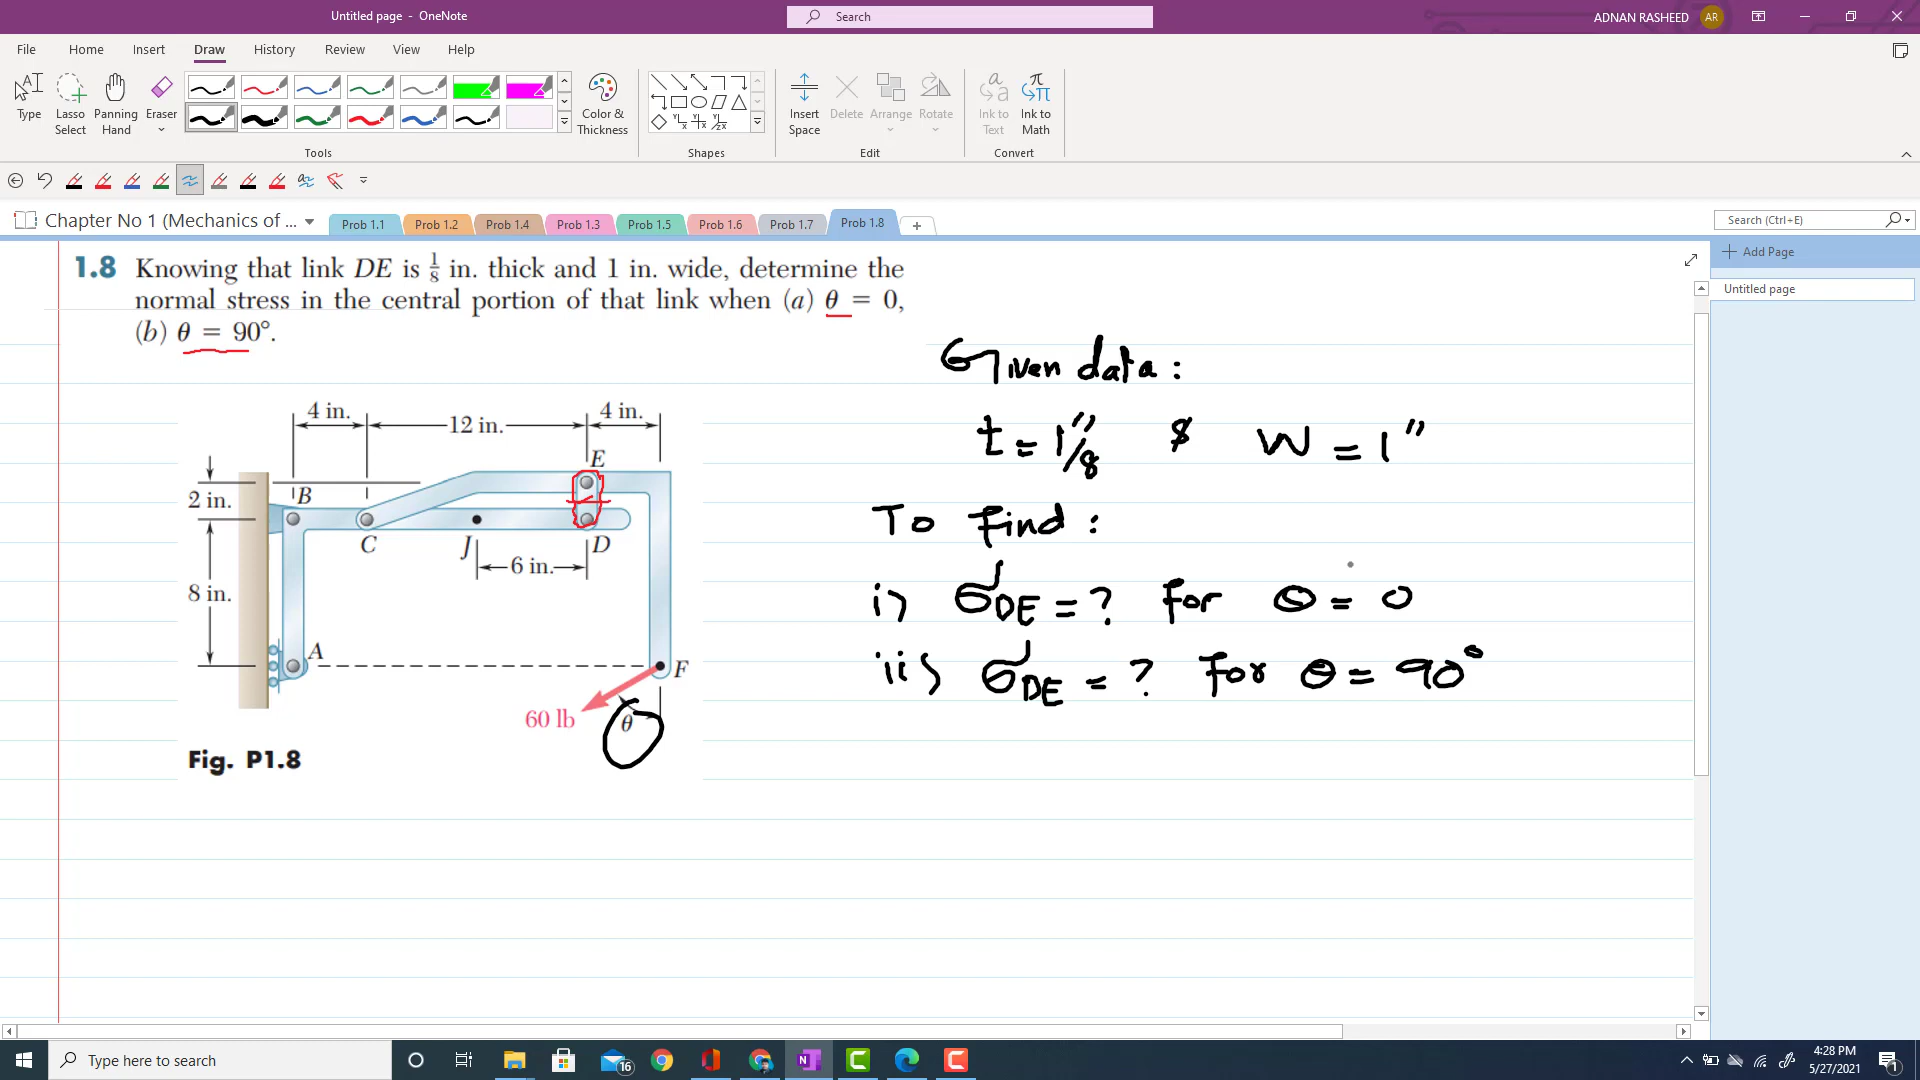 Untitled page - OneNote
Search
ADNAN RASHEED
AR
File Home Insert Draw History Review View Help
Type
Lasso Select
Panning Hand
Eraser
Color & Thickness
Insert Space
Delete
Arrange
Rotate
Ink to Text
Ink to Math
Tools
Shapes
Edit
Convert
Chapter No 1 (Mechanics of ...
Prob 1.1
Prob 1.2
Prob 1.4
Prob 1.3
Prob 1.5
Prob 1.6
Prob 1.7
Prob 1.8
Search (Ctrl+E)
Add Page
Untitled page
1.8 Knowing that link DE is 1/8 in. thick and 1 in. wide, determine the
normal stress in the central portion of that link when (a) θ = 0,
(b) θ = 90°.
4 in.
12 in.
4 in.
E
2 in.
B
C
J
D
6 in.
8 in.
A
F
60 lb
θ
Fig. P1.8
Given data:
t = 1/8" & W = 1"
To Find:
i) σDE = ? For θ = 0
ii) σDE = ? For θ = 90°
Type here to search
16
4:28 PM
5/27/2021
1